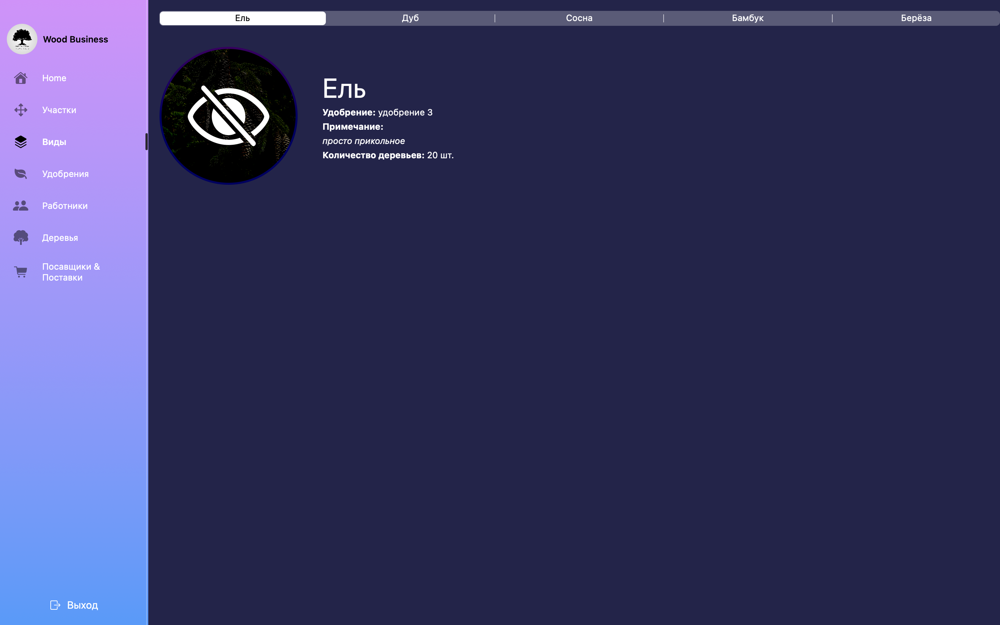 Wood Business
Home
Участки
Виды
Удобрения
Работники
Деревья
Посавщики &
Поставки
Выход
Ель
Дуб
Сосна
Бамбук
Берёза
Ель
Удобрение: удобрение 3
Примечание:
просто прикольное
Количество деревьев: 20 шт.